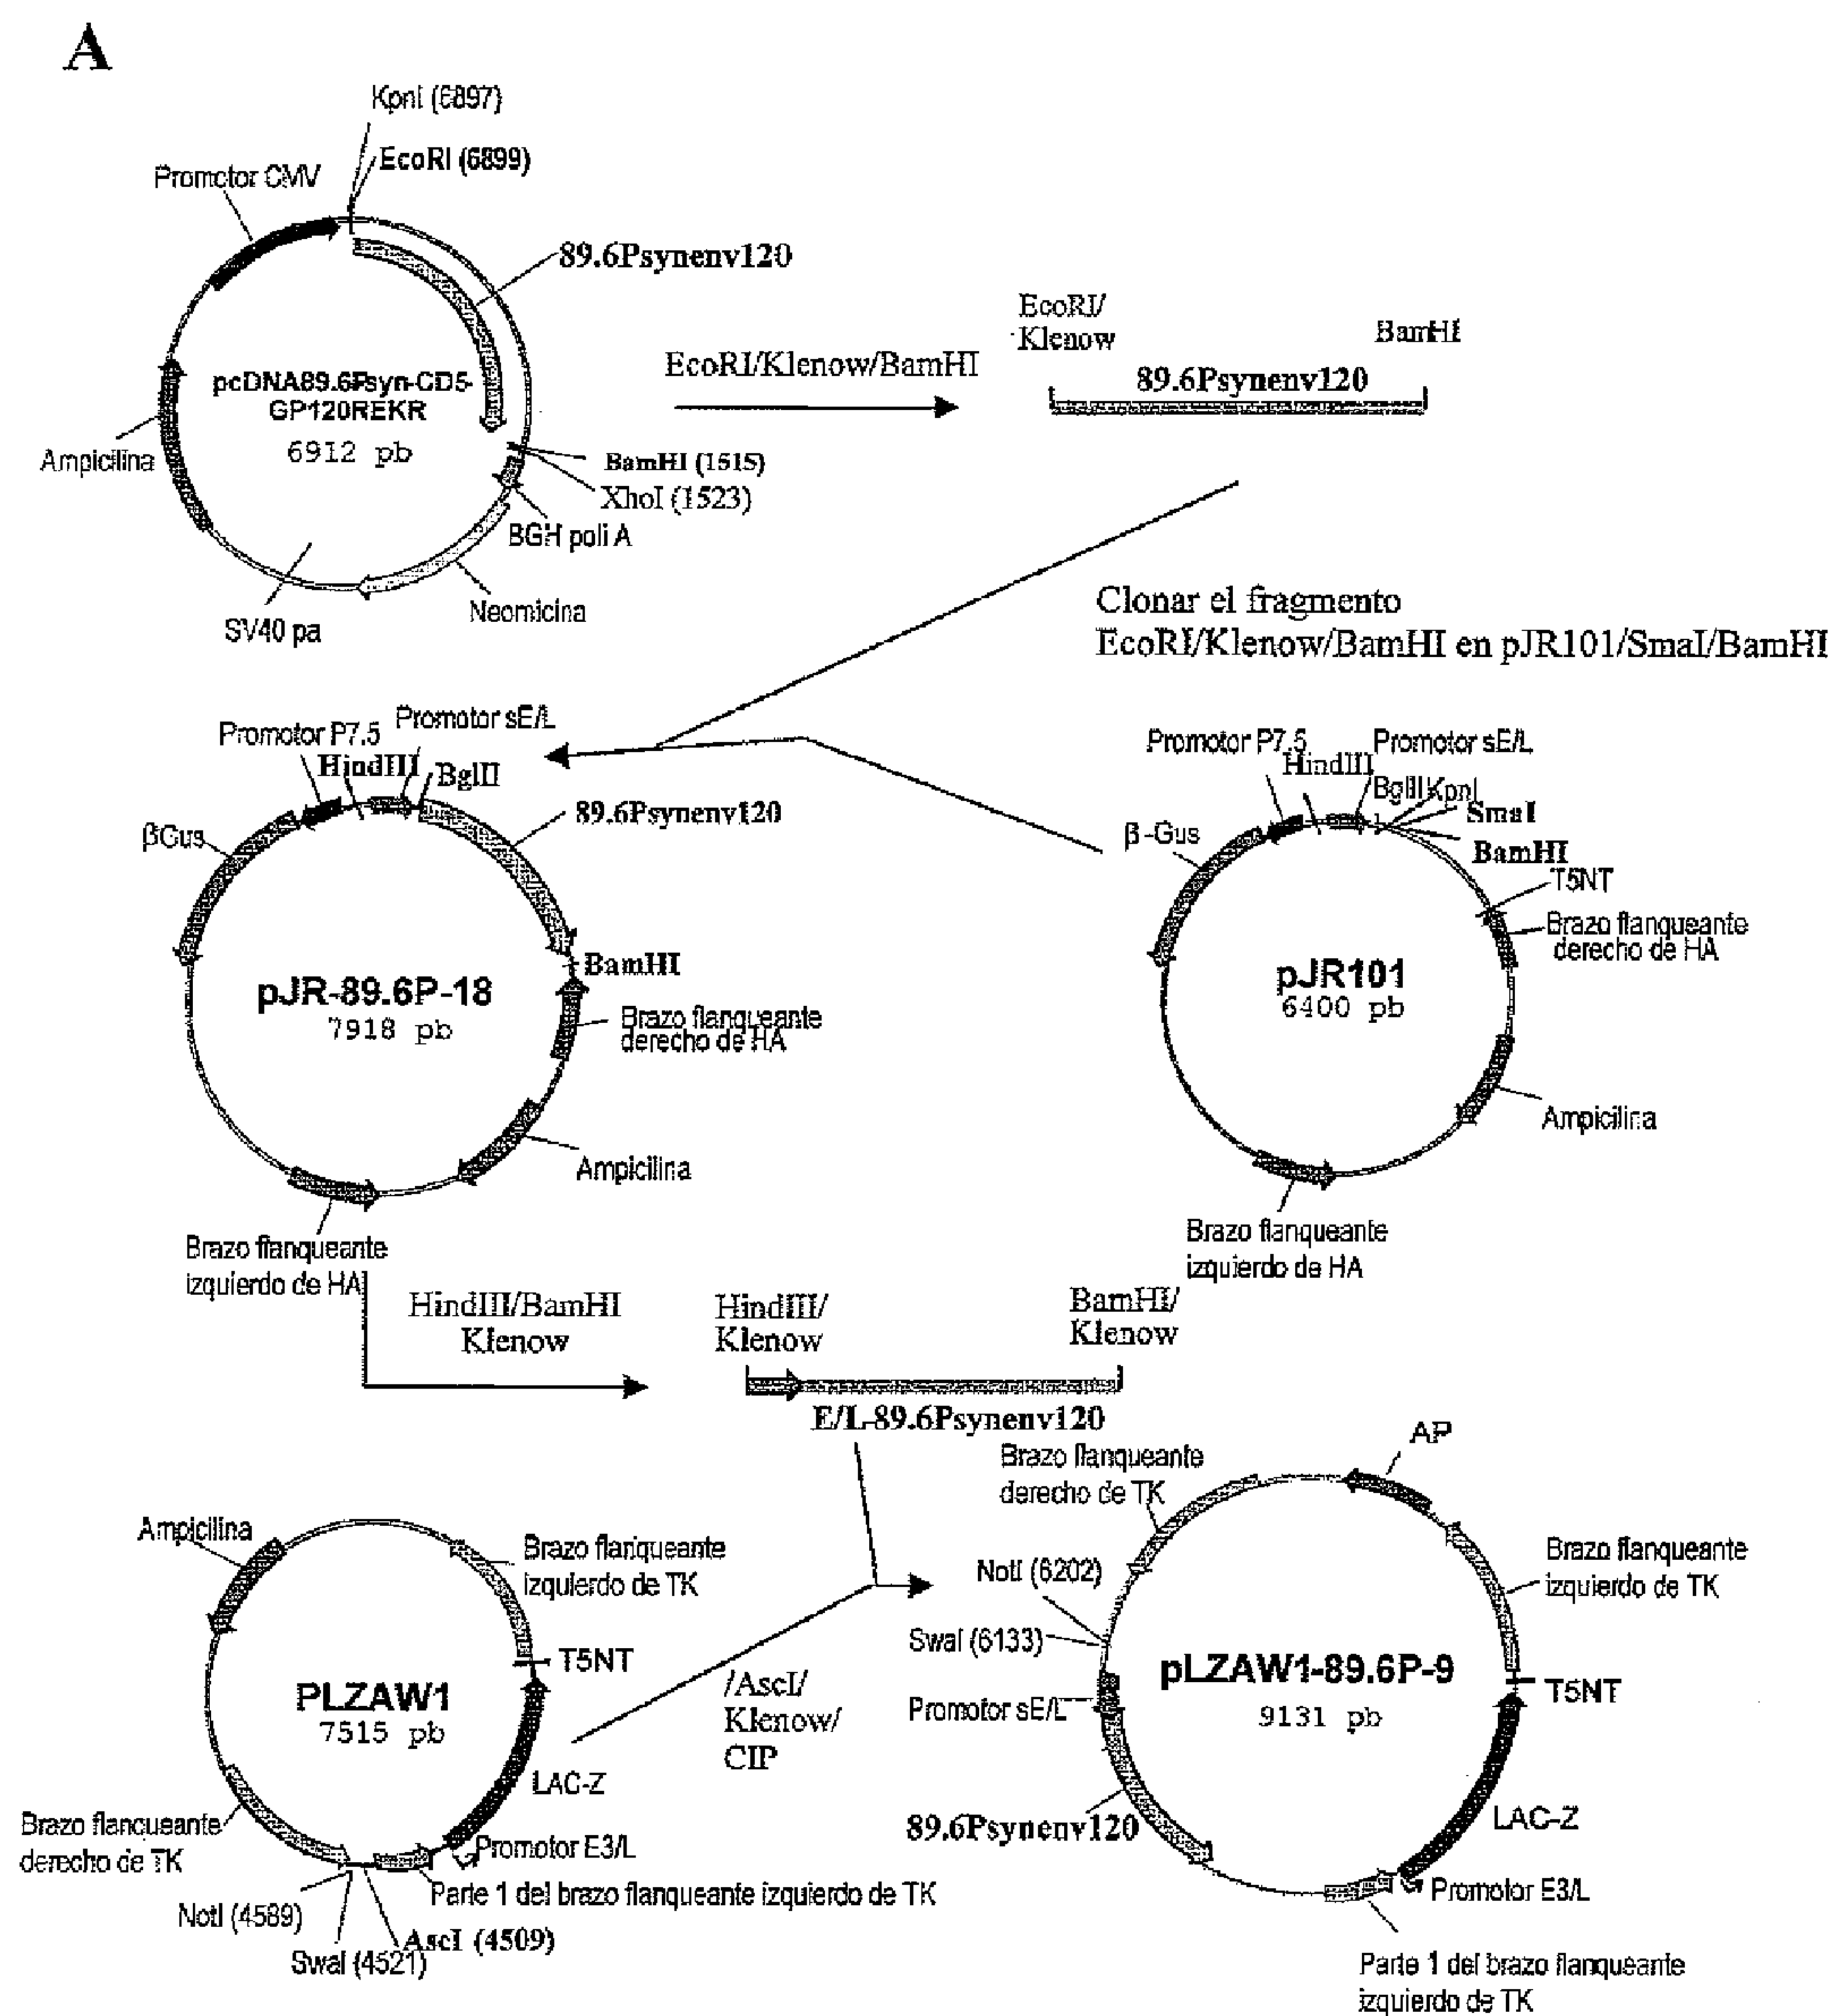 A
KpnI (6897)
EcoRI (6899)
Promotor CMV
89.6Psynenv120
pcDNA89.6Psyn-CD5-
GP120REKR
6912 pb
Ampicilina
BamHI (1515)
XhoI (1523)
BGH poli A
Neomicina
SV40 pa
EcoRI/Klenow/BamHI
EcoRI/
Klenow
BamHI
89.6Psynenv120
Clonar el fragmento
EcoRI/Klenow/BamHI en pJR101/SmaI/BamHI
Promotor P7.5
Promotor sE/L
HindIII
BglII
89.6Psynenv120
βGus
BamHI
pJR-89.6P-18
7918 pb
Brazo flanqueante
derecho de HA
Ampicilina
Brazo flanqueante
izquierdo de HA
Promotor P7.5
Promotor sE/L
HindIII
BglII
KpnI
SmaI
BamHI
β-Gus
T5NT
Brazo flanqueante
derecho de HA
pJR101
6400 pb
Ampicilina
Brazo flanqueante
izquierdo de HA
HindIII/BamHI
Klenow
HindIII/
Klenow
BamHI/
Klenow
E/L-89.6Psynenv120
Ampicilina
Brazo flanqueante
izquierdo de TK
T5NT
PLZAW1
7515 pb
LAC-Z
Brazo flanqueante
derecho de TK
Promotor E3/L
Parte 1 del brazo flanqueante izquierdo de TK
NotI (4589)
SwaI (4521)
AscI (4509)
/AscI/
Klenow/
CIP
Brazo flanqueante
derecho de TK
AP
Brazo flanqueante
izquierdo de TK
NotI (6202)
SwaI (6133)
pLZAW1-89.6P-9
9131 pb
T5NT
Promotor sE/L
LAC-Z
89.6Psynenv120
Promotor E3/L
Parte 1 del brazo flanqueante
izquierdo de TK